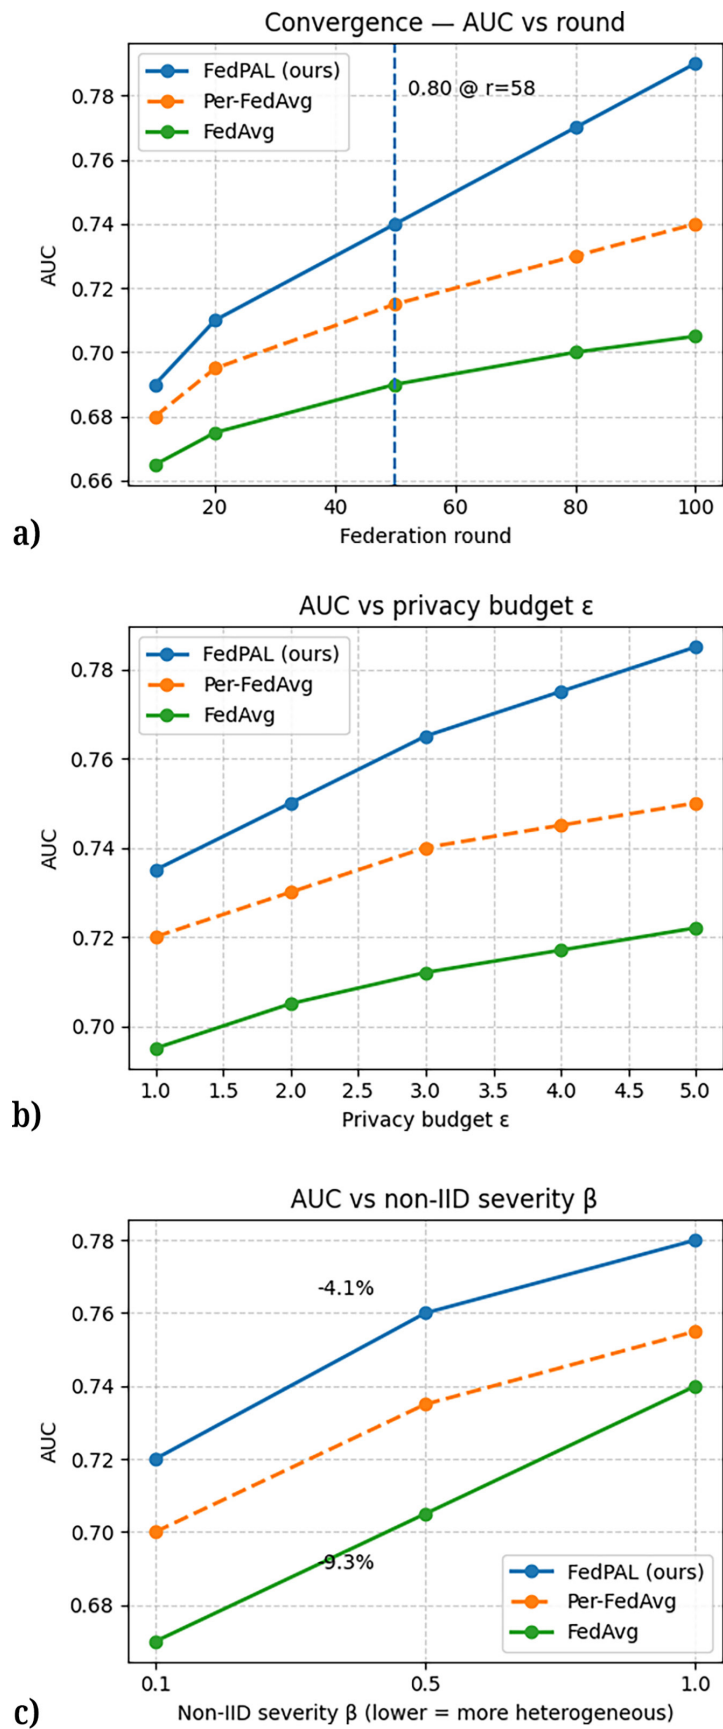 Convergence — AUC vs round
FedPAL (ours)
Per-FedAvg
FedAvg
0.80 @ r=58
0.78
0.76
0.74
0.72
0.70
0.68
0.66
AUC
20 40 60 80 100
Federation round
a)
AUC vs privacy budget ε
FedPAL (ours)
Per-FedAvg
FedAvg
0.78
0.76
0.74
0.72
0.70
AUC
1.0 1.5 2.0 2.5 3.0 3.5 4.0 4.5 5.0
Privacy budget ε
b)
AUC vs non-IID severity β
0.78
0.76
0.74
0.72
0.70
0.68
AUC
-4.1%
-9.3%
FedPAL (ours)
Per-FedAvg
FedAvg
0.1 0.5 1.0
Non-IID severity β (lower = more heterogeneous)
c)